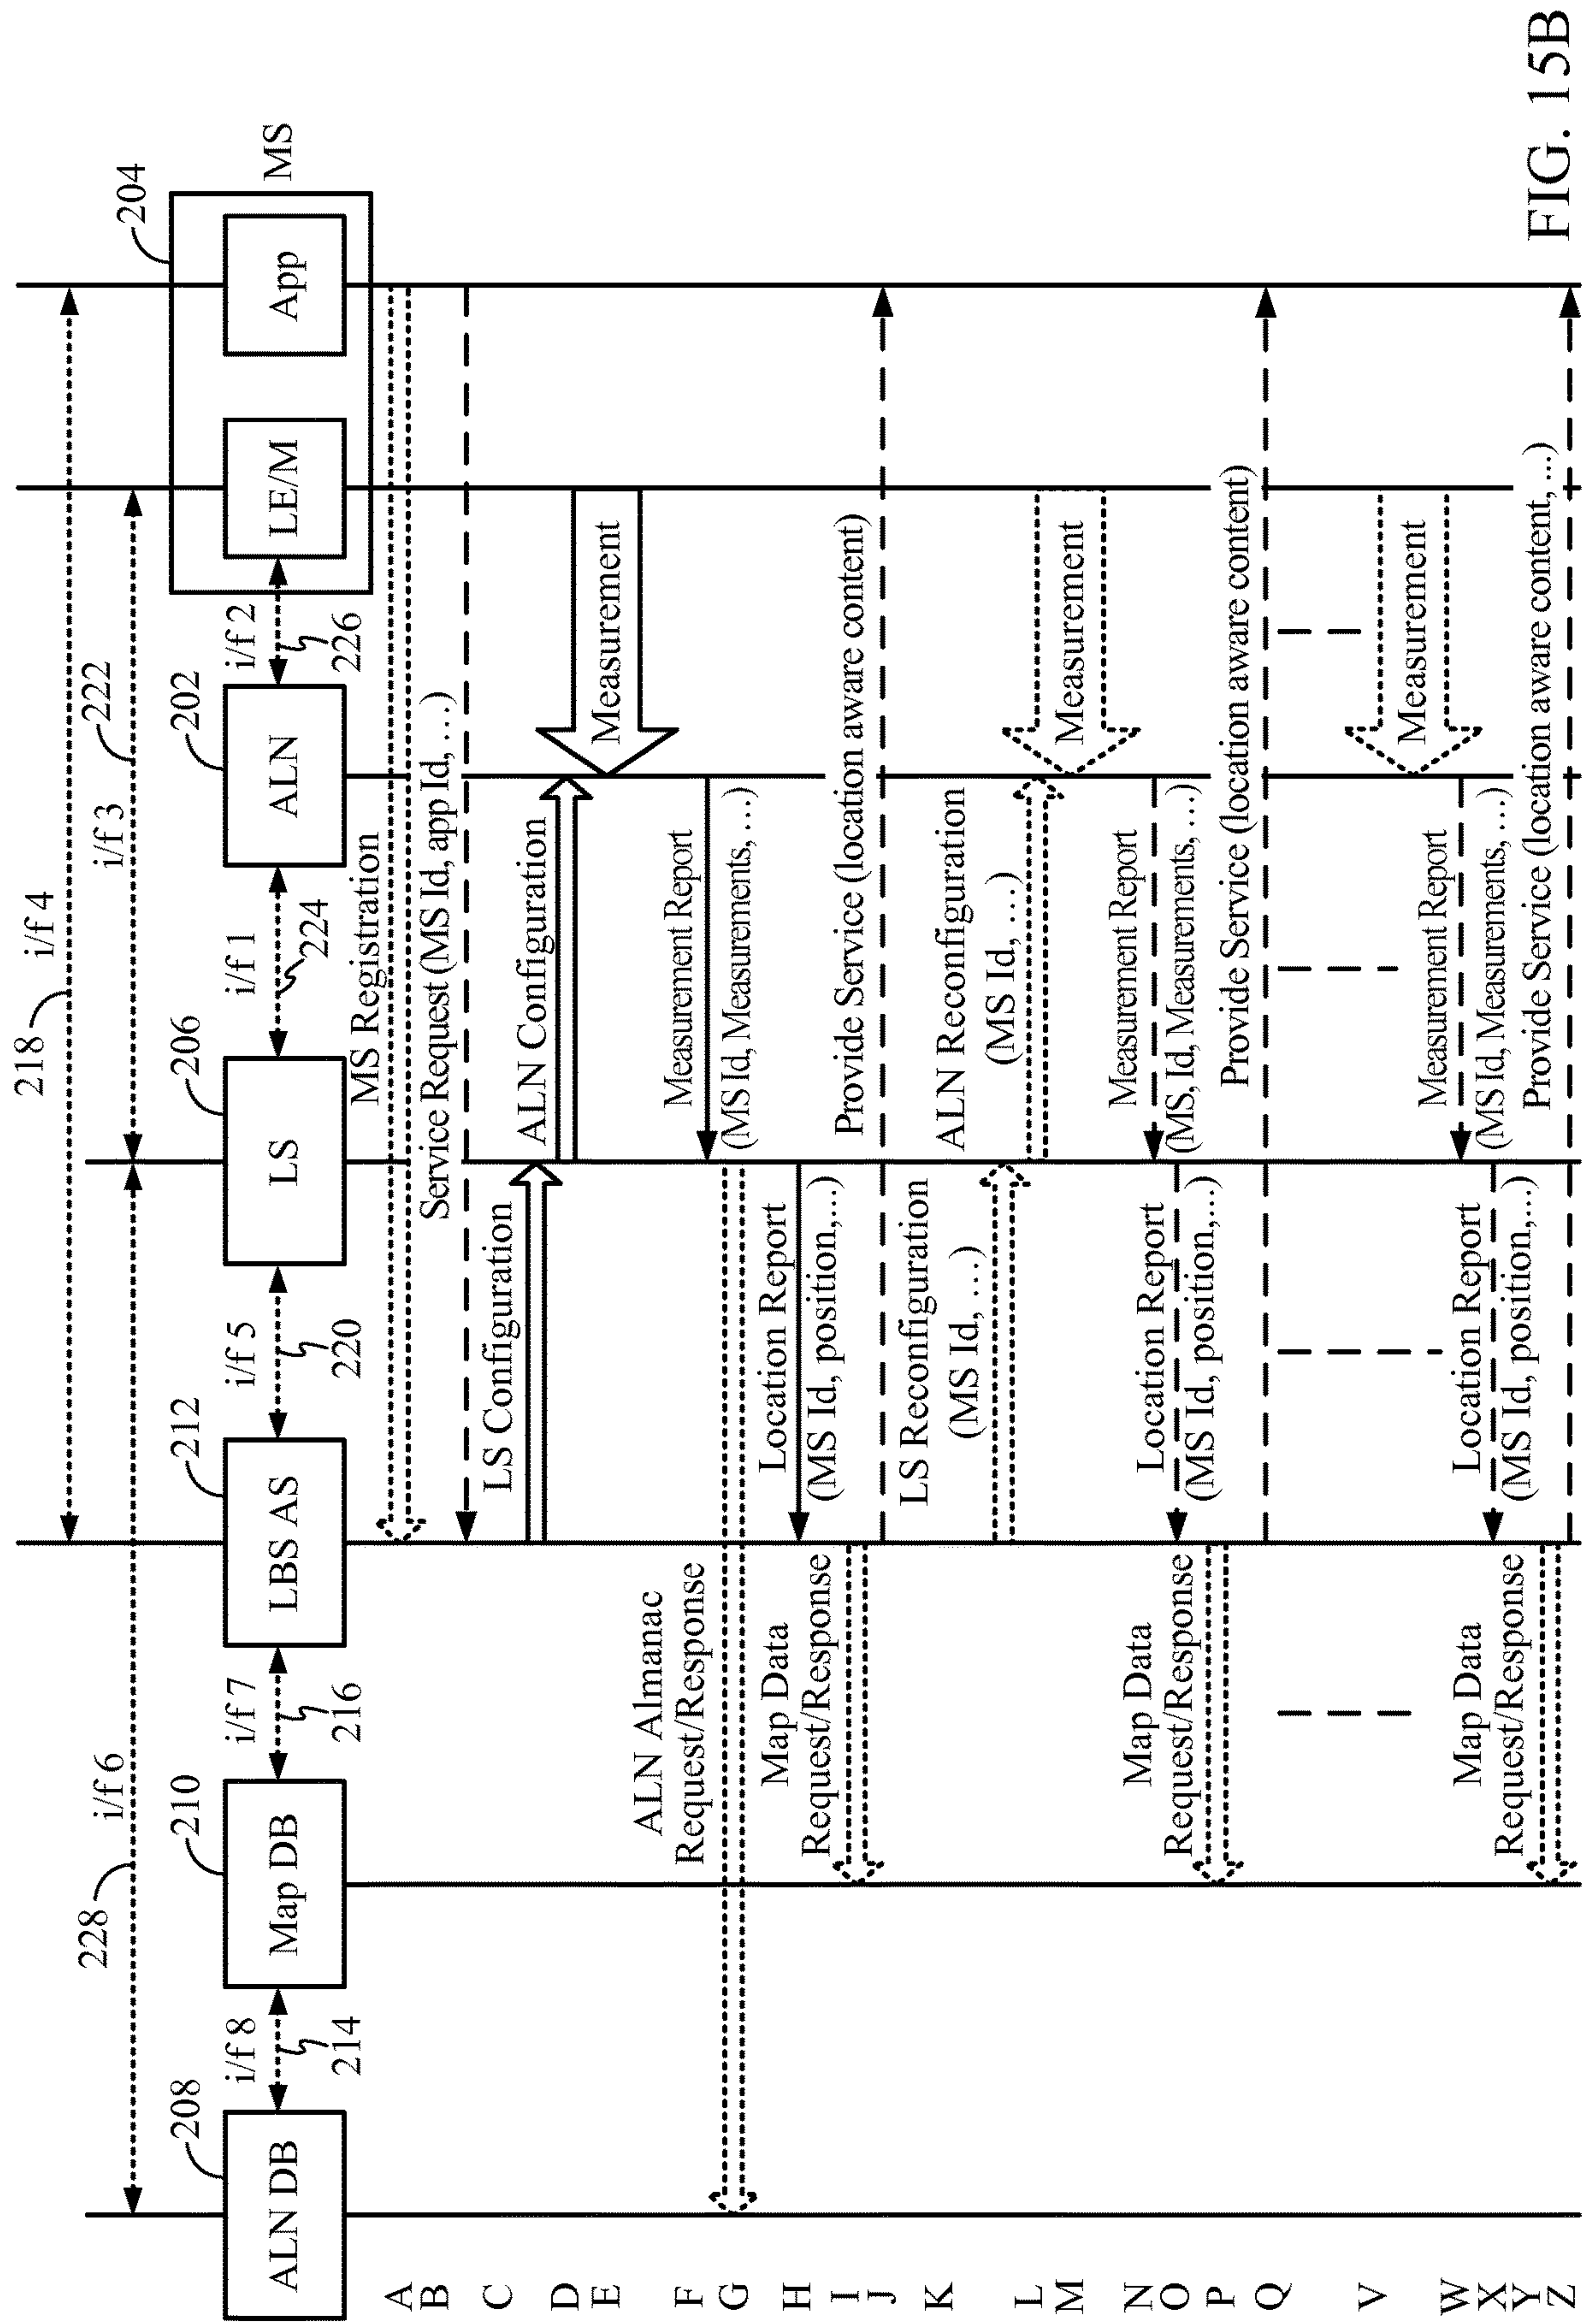 218
i/f 4
228
i/f 6
i/f 3
222
208
210
212
206
202
204
ALN DB
i/f 8
214
Map DB
i/f 7
216
LBS AS
i/f 5
220
LS
i/f 1
224
ALN
i/f 2
226
LE/M
App
MS
A
MS Registration
B
Service Request (MS Id, app Id, ...)
C
LS Configuration
D
ALN Configuration
E
Measurement
F
Measurement Report
(MS Id, Measurements, ...)
G
ALN Almanac
Request/Response
H
Location Report
(MS Id, position,...)
I
Map Data
Request/Response
J
Provide Service (location aware content)
K
LS Reconfiguration
(MS Id, ...)
L
ALN Reconfiguration
(MS Id, ...)
M
Measurement
N
Measurement Report
(MS, Id, Measurements, ...)
O
Location Report
(MS Id, position,...)
P
Map Data
Request/Response
Q
Provide Service (location aware content)
V
Measurement
W
Measurement Report
(MS Id, Measurements, ...)
X
Location Report
(MS Id, position,...)
Y
Map Data
Request/Response
Z
Provide Service (location aware content, ...)
FIG. 15B